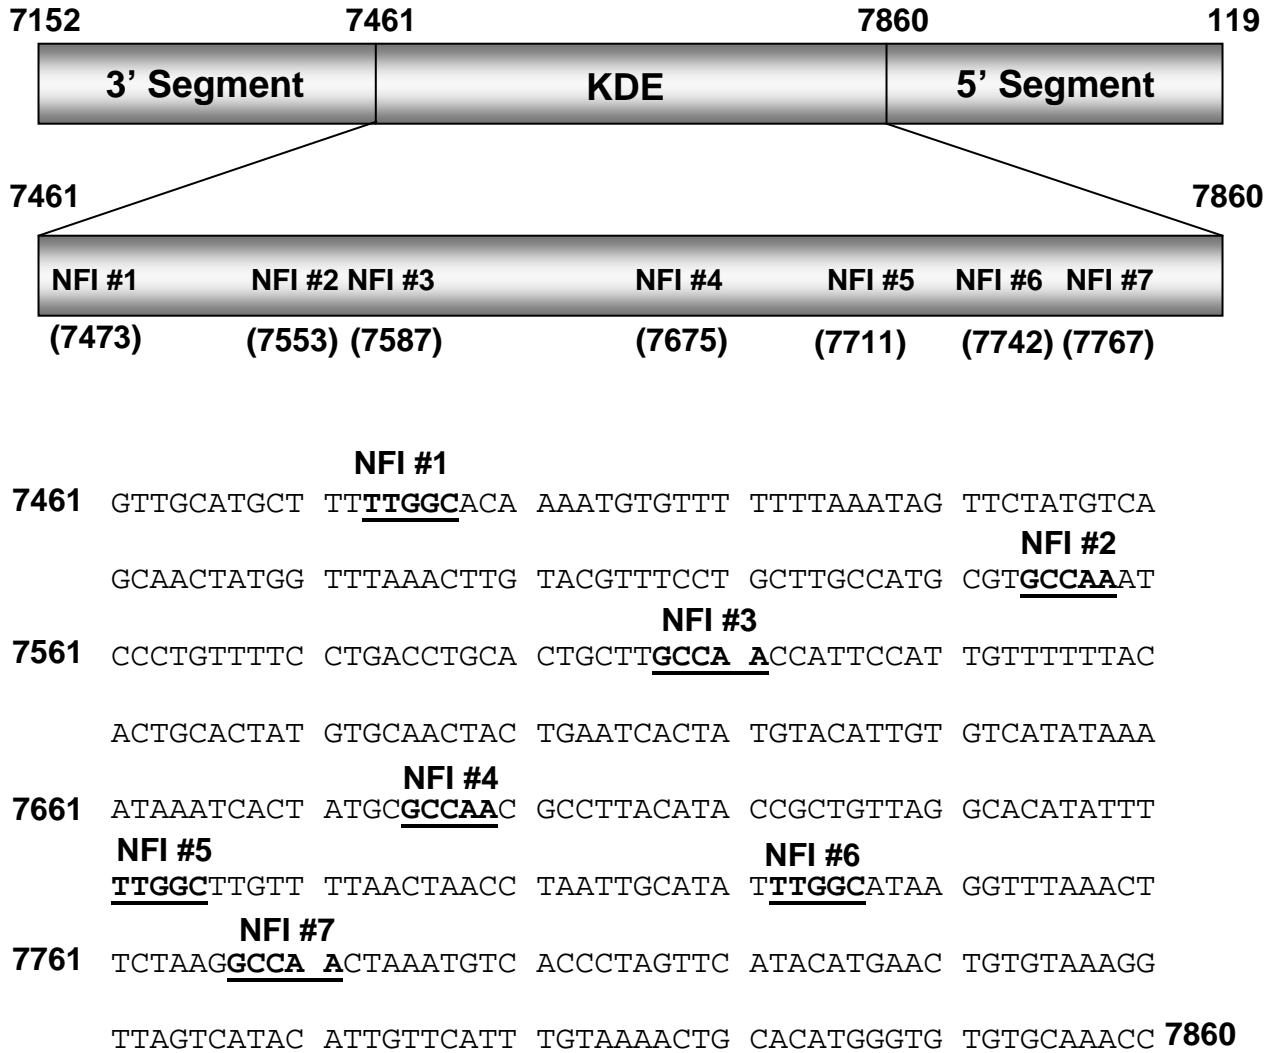 7152 7461 7860 119
3’ Segment KDE 5’ Segment
7461 7860
NFI #1 NFI #2 NFI #3 NFI #4 NFI #5 NFI #6 NFI #7
(7473) (7553) (7587) (7675) (7711) (7742) (7767)
NFI #1
7461 GTTGCATGCT TTTTGGCACA AAATGTGTTT TTTTAAATAG TTCTATGTCA
NFI #2
GCAACTATGG TTTAAACTTG TACGTTTCCT GCTTGCCATG CGTGCCAAAT
NFI #3
7561 CCCTGTTTTC CTGACCTGCA CTGCTTGCCA ACCATTCCAT TGTTTTTTAC
ACTGCACTAT GTGCAACTAC TGAATCACTA TGTACATTGT GTCATATAAA
NFI #4
7661 ATAAATCACT ATGCGCCAAC GCCTTACATA CCGCTGTTAG GCACATATTT
NFI #5 NFI #6
TTGGCTTGTT TTAACTAACC TAATTGCATA TTTGGCATAA GGTTTAAACT
NFI #7
7761 TCTAAGGCCA ACTAAATGTC ACCCTAGTTC ATACATGAAC TGTGTAAAGG
TTAGTCATAC ATTGTTCATT TGTAAAACTG CACATGGGTG TGTGCAAACC 7860